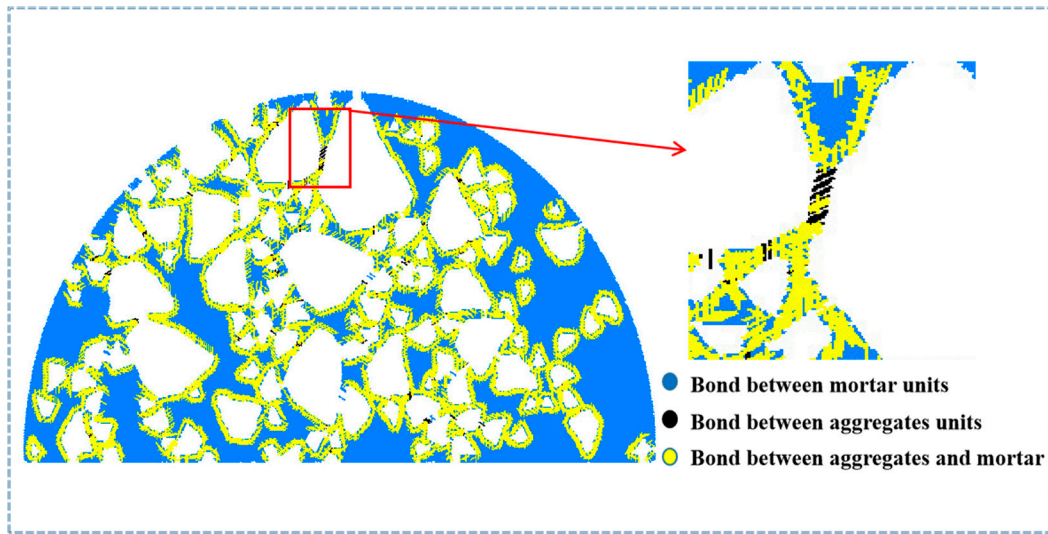 Bond between mortar units
Bond between aggregates units
Bond between aggregates and mortar